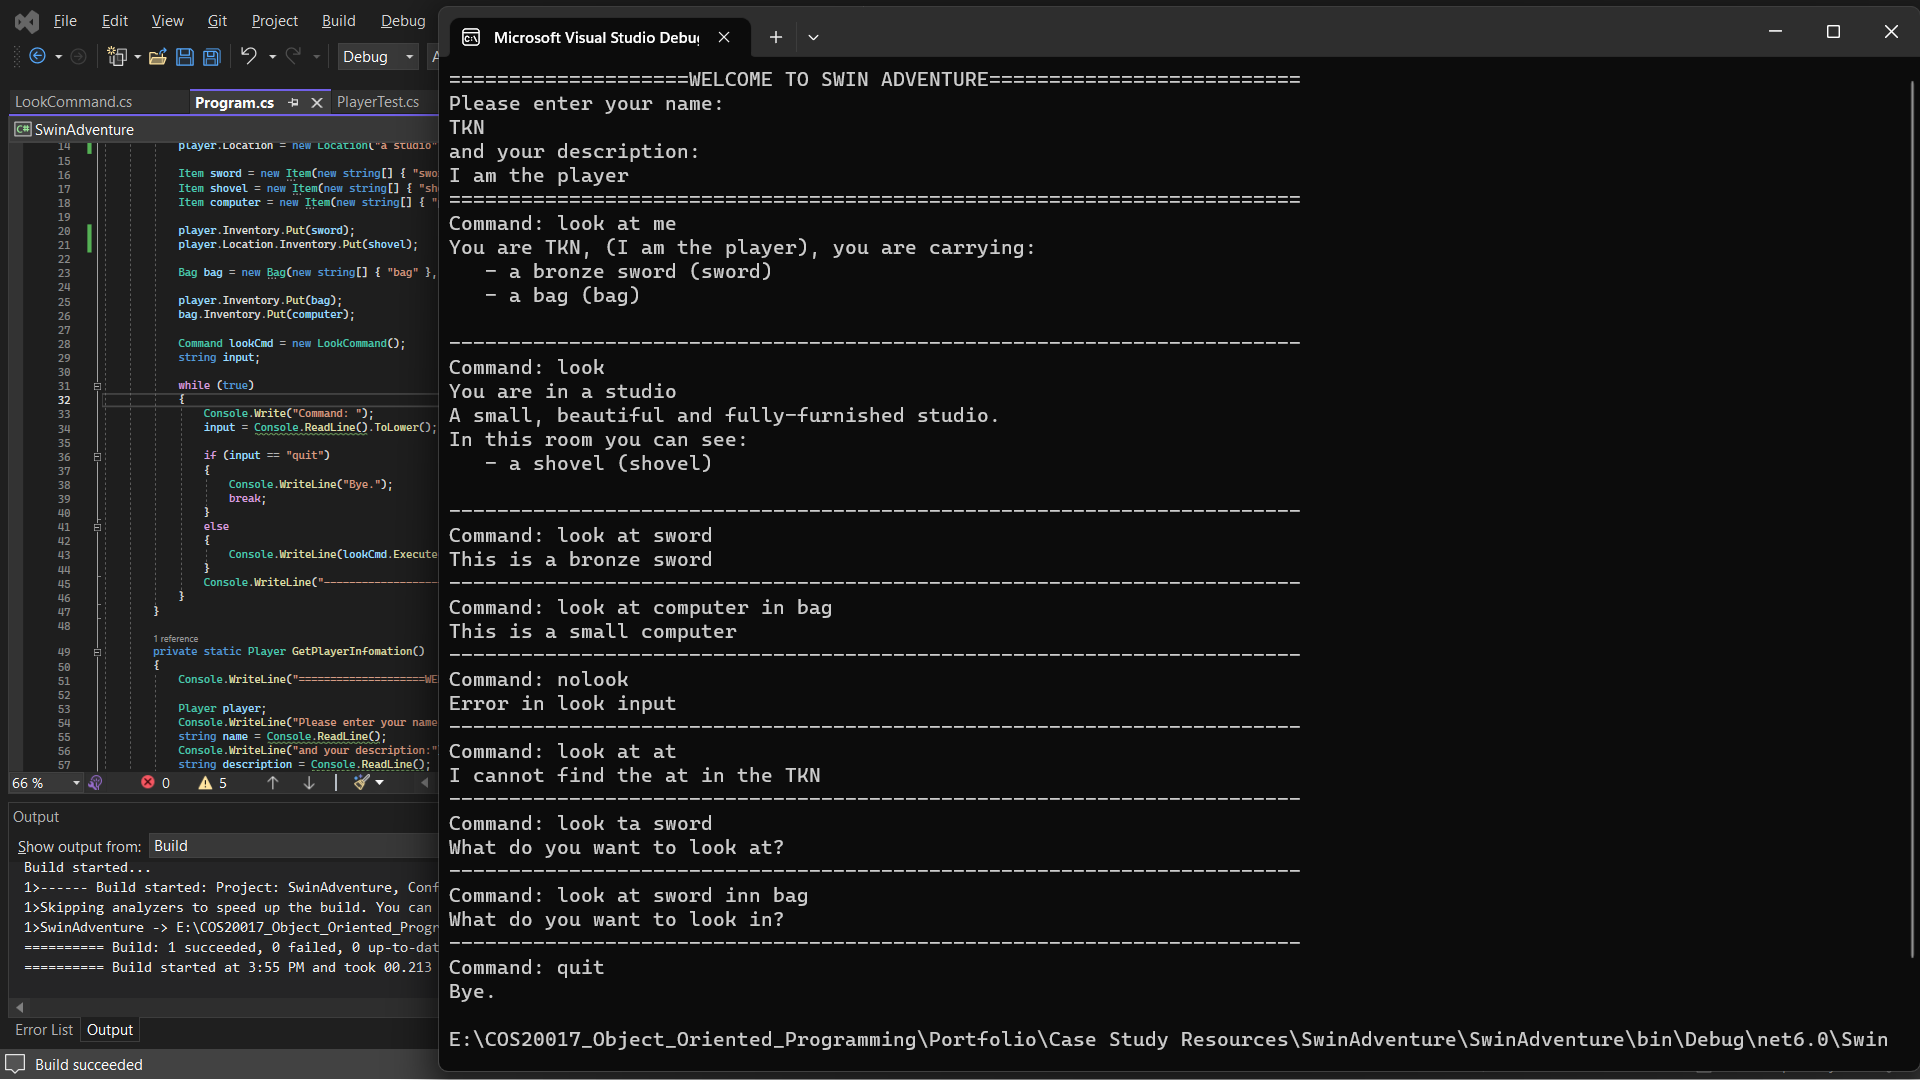 File Edit View Git Project Build Debug
Debug
LookCommand.cs Program.cs PlayerTest.cs
C# SwinAdventure
14 player.Location = new Location("a studio"
15
16 Item sword = new Item(new string[] { "swo
17 Item shovel = new Item(new string[] { "sh
18 Item computer = new Item(new string[] { "
19
20 player.Inventory.Put(sword);
21 player.Location.Inventory.Put(shovel);
22
23 Bag bag = new Bag(new string[] { "bag" },
24
25 player.Inventory.Put(bag);
26 bag.Inventory.Put(computer);
27
28 Command lookCmd = new LookCommand();
29 string input;
30
31 while (true)
32 {
33 Console.Write("Command: ");
34 input = Console.ReadLine().ToLower();
35
36 if (input == "quit")
37 {
38 Console.WriteLine("Bye.");
39 break;
40 }
41 else
42 {
43 Console.WriteLine(lookCmd.Execute
44 }
45 Console.WriteLine("------------------
46 }
47 }
48
1 reference
49 private static Player GetPlayerInfomation()
50 {
51 Console.WriteLine("====================WE
52
53 Player player;
54 Console.WriteLine("Please enter your name
55 string name = Console.ReadLine();
56 Console.WriteLine("and your description:"
57 string description = Console.ReadLine();
66 % 0 5
Output
Show output from: Build
Build started...
1>------ Build started: Project: SwinAdventure, Conf
1>Skipping analyzers to speed up the build. You can
1>SwinAdventure -> E:\COS20017_Object_Oriented_Progr
========== Build: 1 succeeded, 0 failed, 0 up-to-dat
========== Build started at 3:55 PM and took 00.213
Error List Output
Build succeeded
Microsoft Visual Studio Debu
====================WELCOME TO SWIN ADVENTURE==========================
Please enter your name:
TKN
and your description:
I am the player
=======================================================================
Command: look at me
You are TKN, (I am the player), you are carrying:
- a bronze sword (sword)
- a bag (bag)
-----------------------------------------------------------------------
Command: look
You are in a studio
A small, beautiful and fully-furnished studio.
In this room you can see:
- a shovel (shovel)
-----------------------------------------------------------------------
Command: look at sword
This is a bronze sword
-----------------------------------------------------------------------
Command: look at computer in bag
This is a small computer
-----------------------------------------------------------------------
Command: nolook
Error in look input
-----------------------------------------------------------------------
Command: look at at
I cannot find the at in the TKN
-----------------------------------------------------------------------
Command: look ta sword
What do you want to look at?
-----------------------------------------------------------------------
Command: look at sword inn bag
What do you want to look in?
-----------------------------------------------------------------------
Command: quit
Bye.
E:\COS20017_Object_Oriented_Programming\Portfolio\Case Study Resources\SwinAdventure\SwinAdventure\bin\Debug\net6.0\Swin